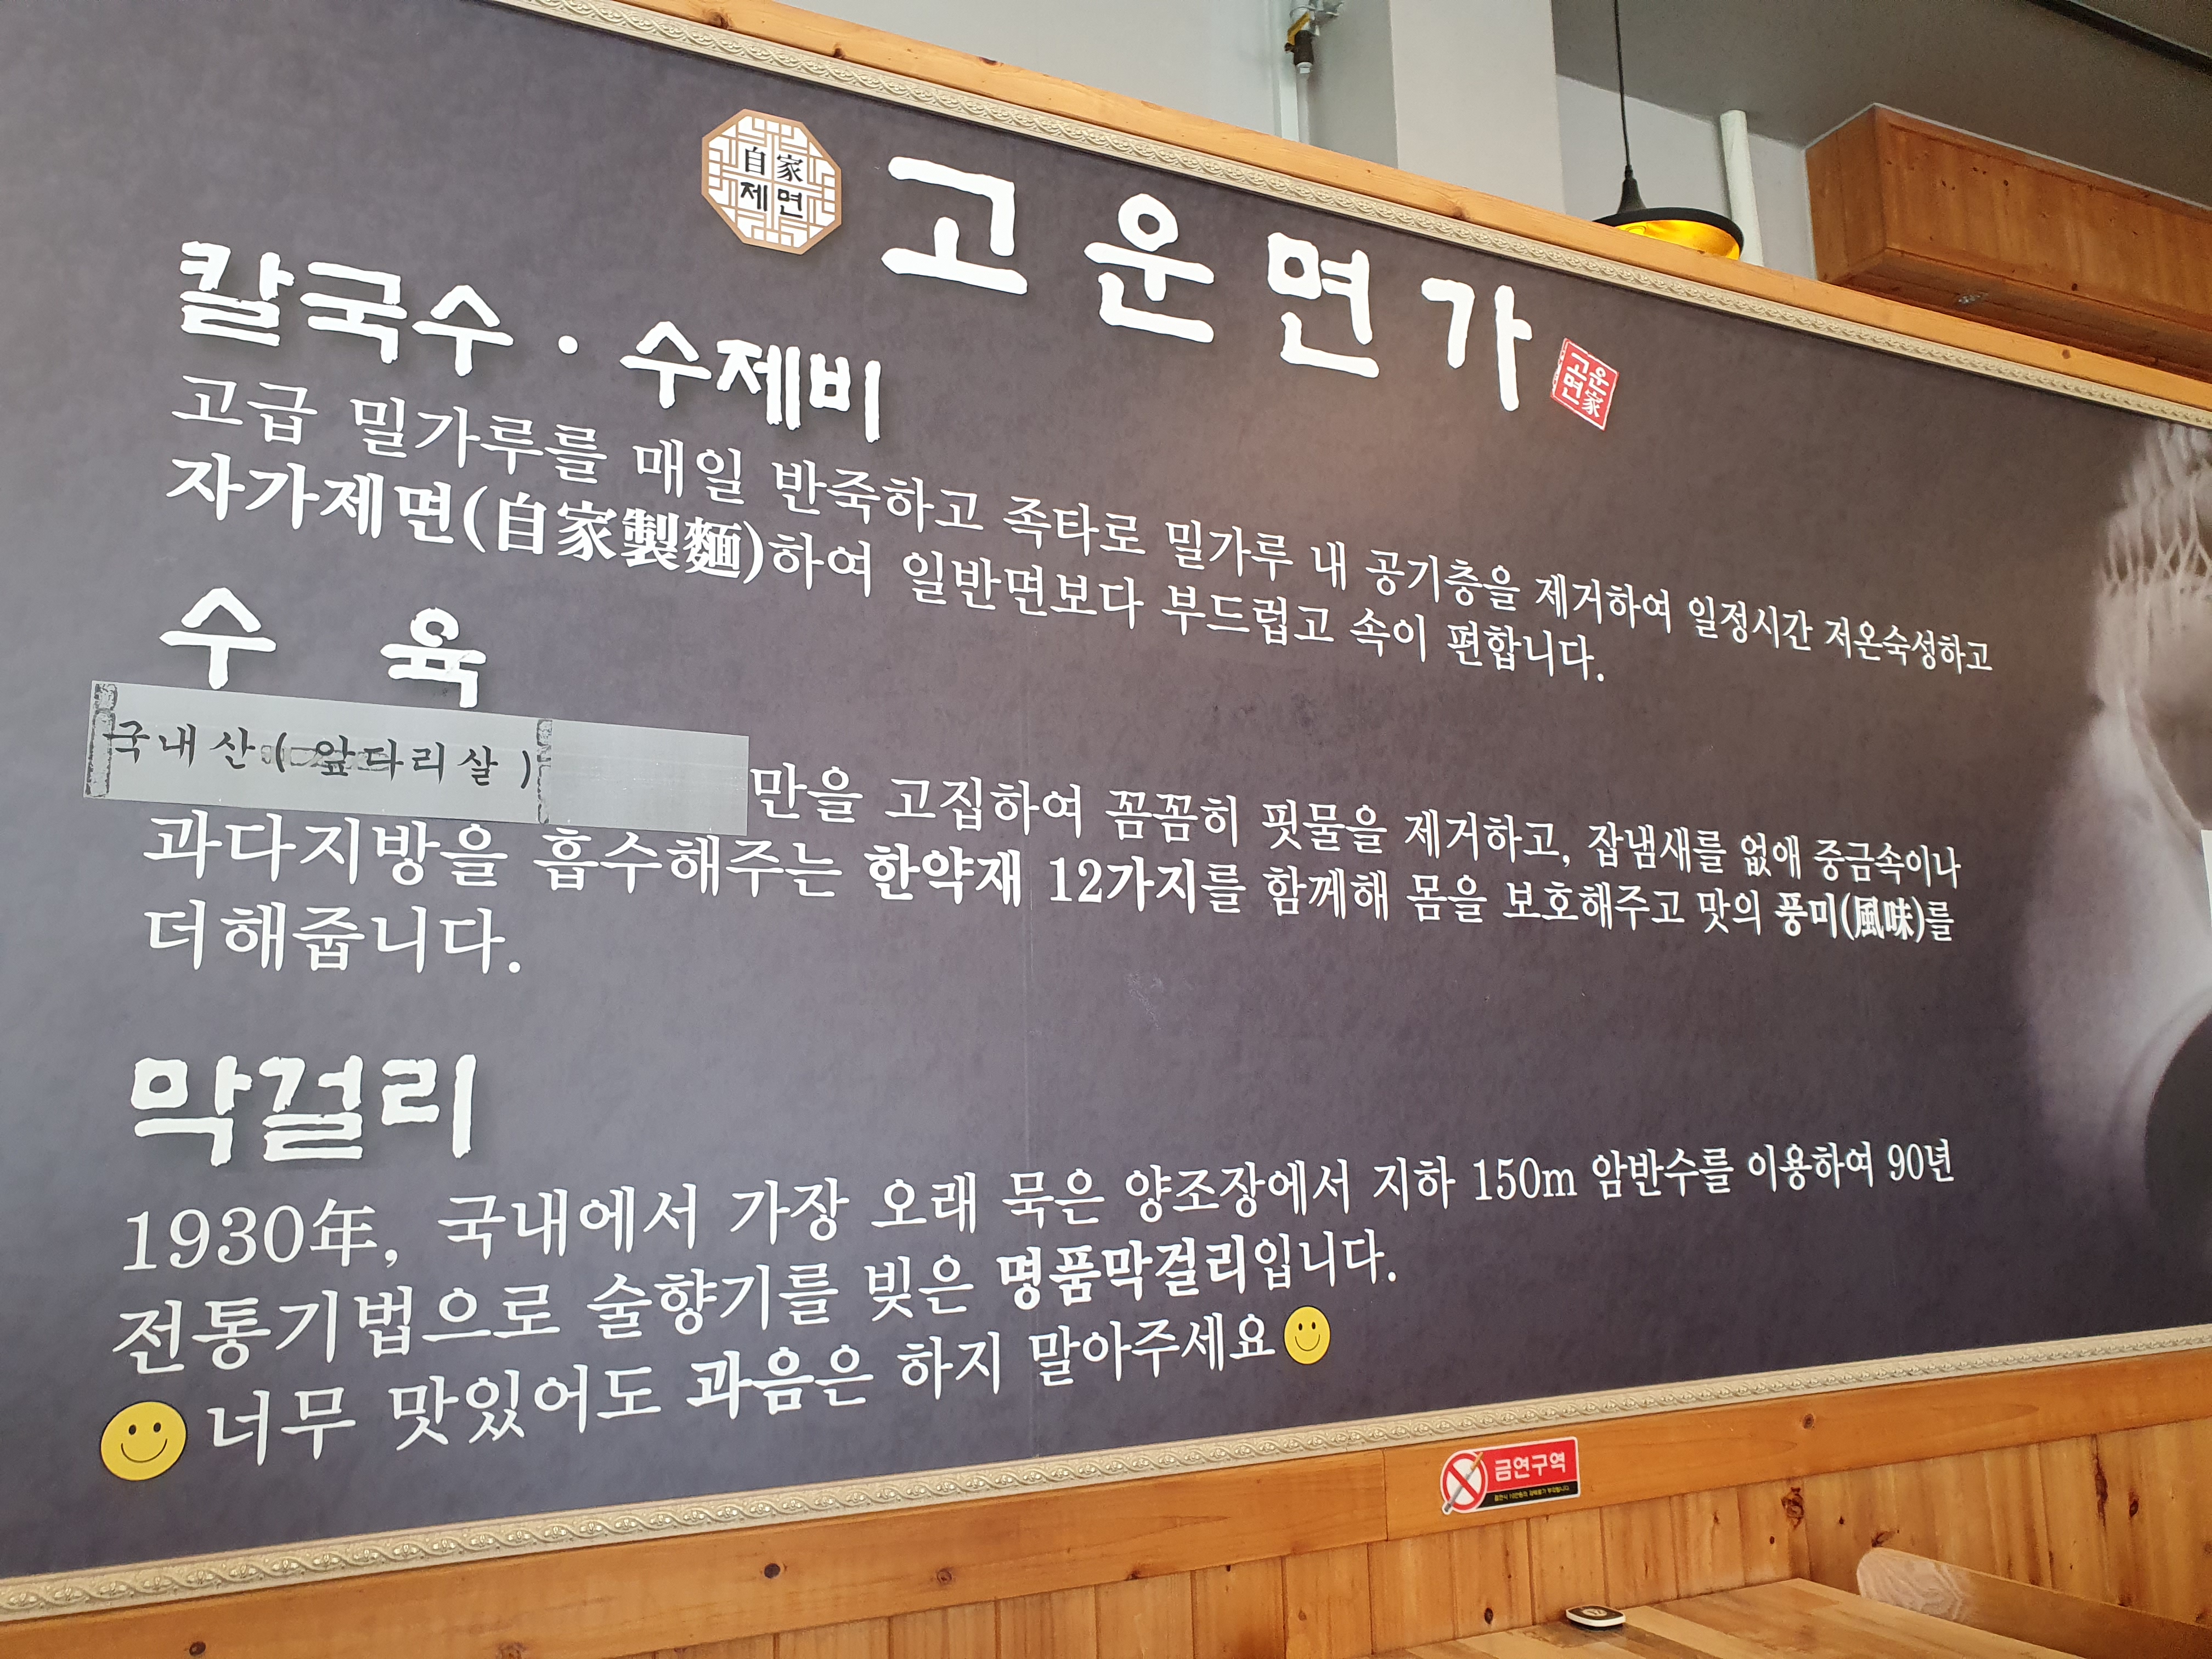 自家
제면
고운면가
고운
면家
칼국수 · 수제비
고급 밀가루를 매일 반죽하고 족타로 밀가루 내 공기층을 제거하여 일정시간 저온숙성하고
자가제면(自家製麵)하여 일반면보다 부드럽고 속이 편합니다.
수 육
국내산( 앞다리살 )만을 고집하여 꼼꼼히 핏물을 제거하고, 잡냄새를 없애 중금속이나
과다지방을 흡수해주는 한약재 12가지를 함께해 몸을 보호해주고 맛의 풍미(風味)를
더해줍니다.
막걸리
1930年, 국내에서 가장 오래 묵은 양조장에서 지하 150m 암반수를 이용하여 90년
전통기법으로 술향기를 빚은 명품막걸리입니다.
너무 맛있어도 과음은 하지 말아주세요
금연구역